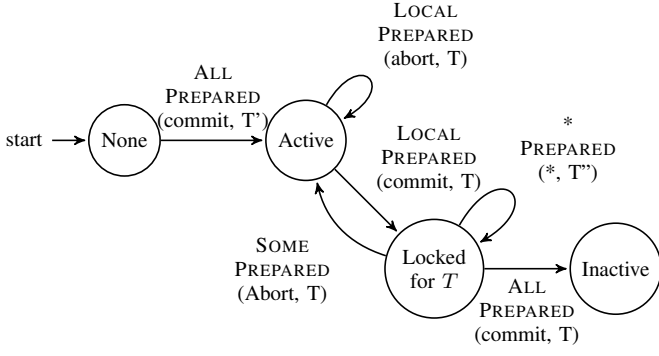 LOCAL
PREPARED
(abort, T)
ALL
PREPARED
(commit, T’)
start
None
Active
LOCAL
PREPARED
(commit, T)
*
PREPARED
(*, T”)
SOME
PREPARED
(Abort, T)
Locked
for T
Inactive
ALL
PREPARED
(commit, T)